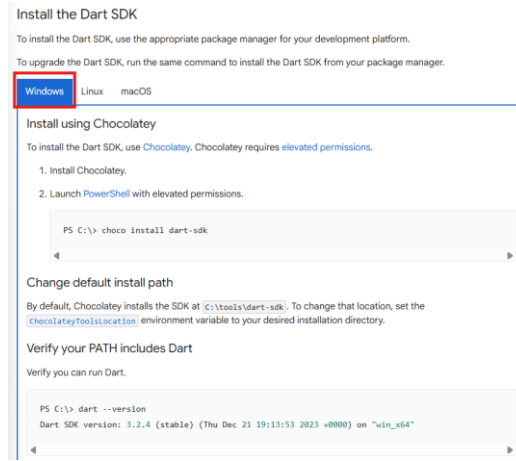 Install the Dart SDK
To install the Dart SDK, use the appropriate package manager for your development platform.
To upgrade the Dart SDK, run the same command to install the Dart SDK from your package manager.
Windows Linux macOS
Install using Chocolatey
To install the Dart SDK, use Chocolatey. Chocolatey requires elevated permissions.
1. Install Chocolatey.
2. Launch PowerShell with elevated permissions.
PS C:\> choco install dart-sdk
Change default install path
By default, Chocolatey installs the SDK at C:\tools\dart-sdk. To change that location, set the
ChocolateyToolsLocation environment variable to your desired installation directory.
Verify your PATH includes Dart
Verify you can run Dart.
PS C:\> dart --version
Dart SDK version: 3.2.4 (stable) (Thu Dec 21 19:13:53 2023 +0000) on "win_x64"